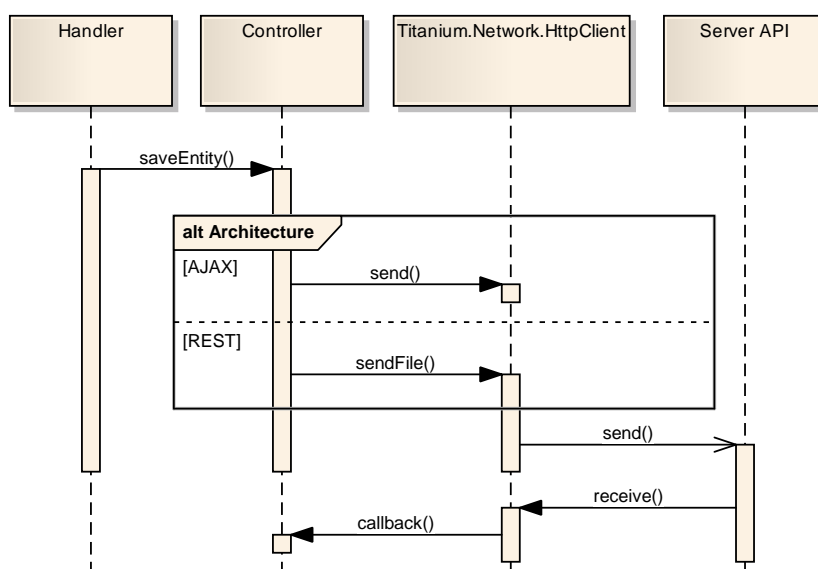 Handler
Controller
Titanium.Network.HttpClient
Server API
saveEntity()
alt Architecture
[AJAX]
send()
[REST]
sendFile()
send()
receive()
callback()